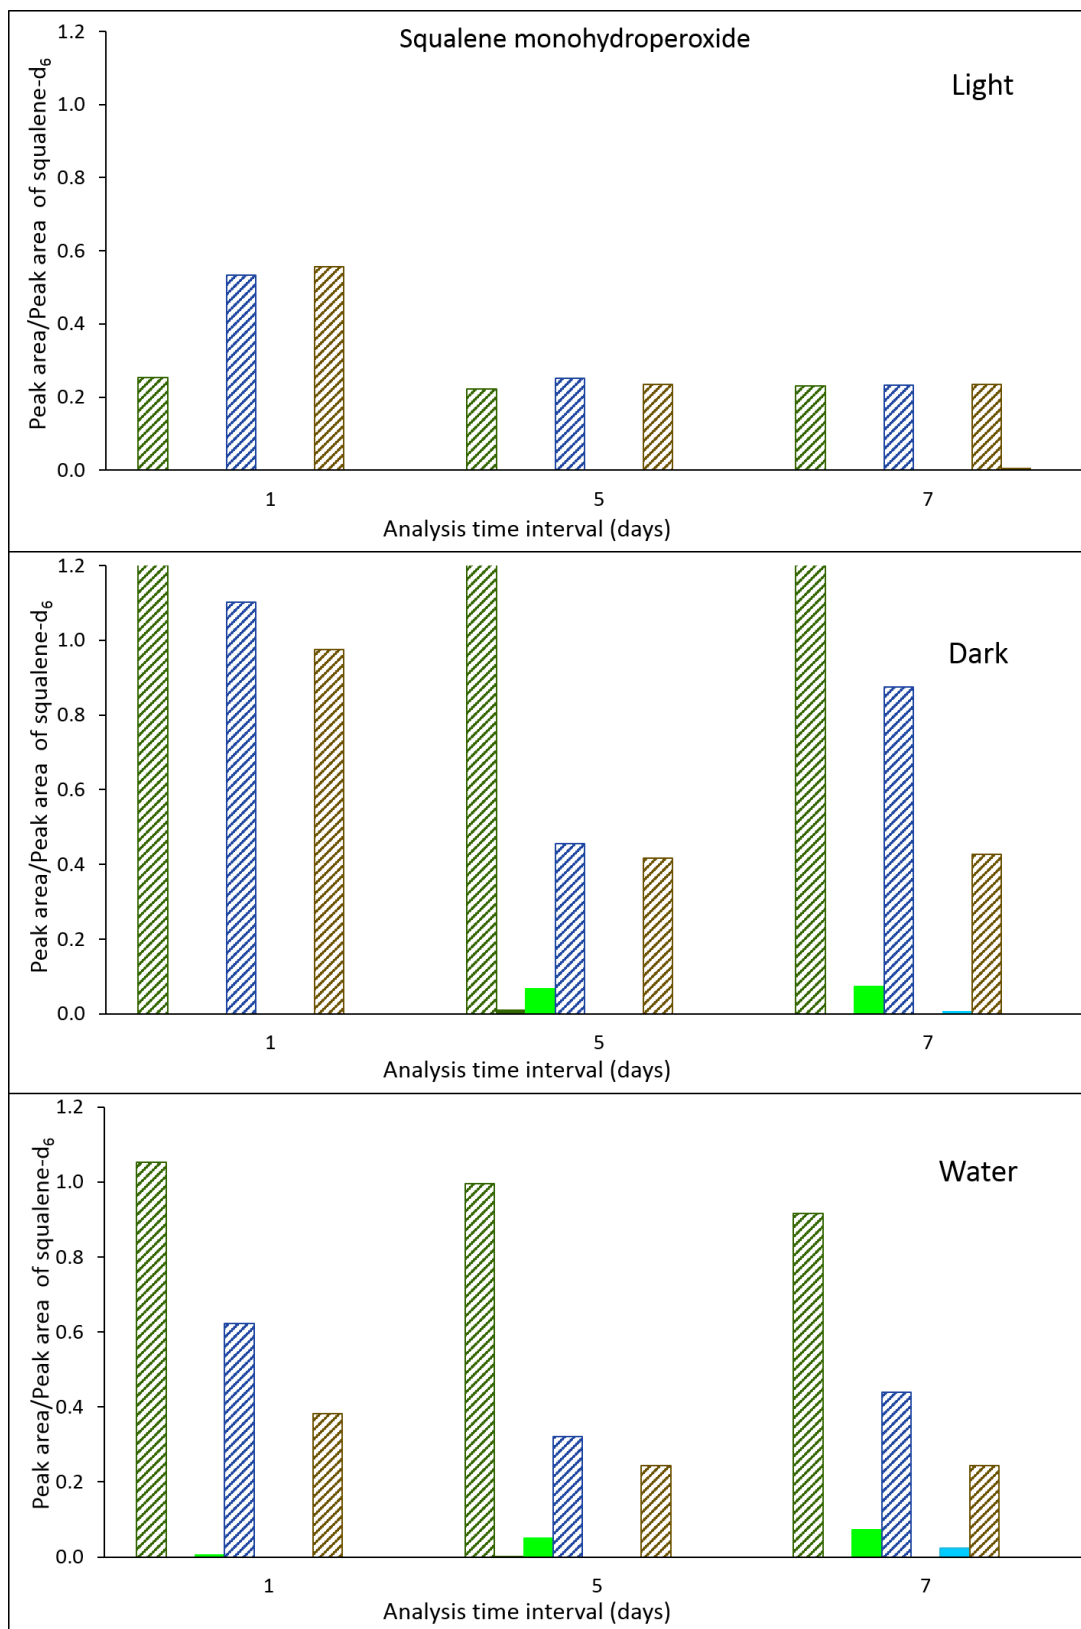 Squalene monohydroperoxide
Light
Peak area/Peak area of squalene-d₆
1.2
1.0
0.8
0.6
0.4
0.2
0.0
1 5 7
Analysis time interval (days)
Dark
Peak area/Peak area of squalene-d₆
1.2
1.0
0.8
0.6
0.4
0.2
0.0
1 5 7
Analysis time interval (days)
Water
Peak area/Peak area of squalene-d₆
1.2
1.0
0.8
0.6
0.4
0.2
0.0
1 5 7
Analysis time interval (days)